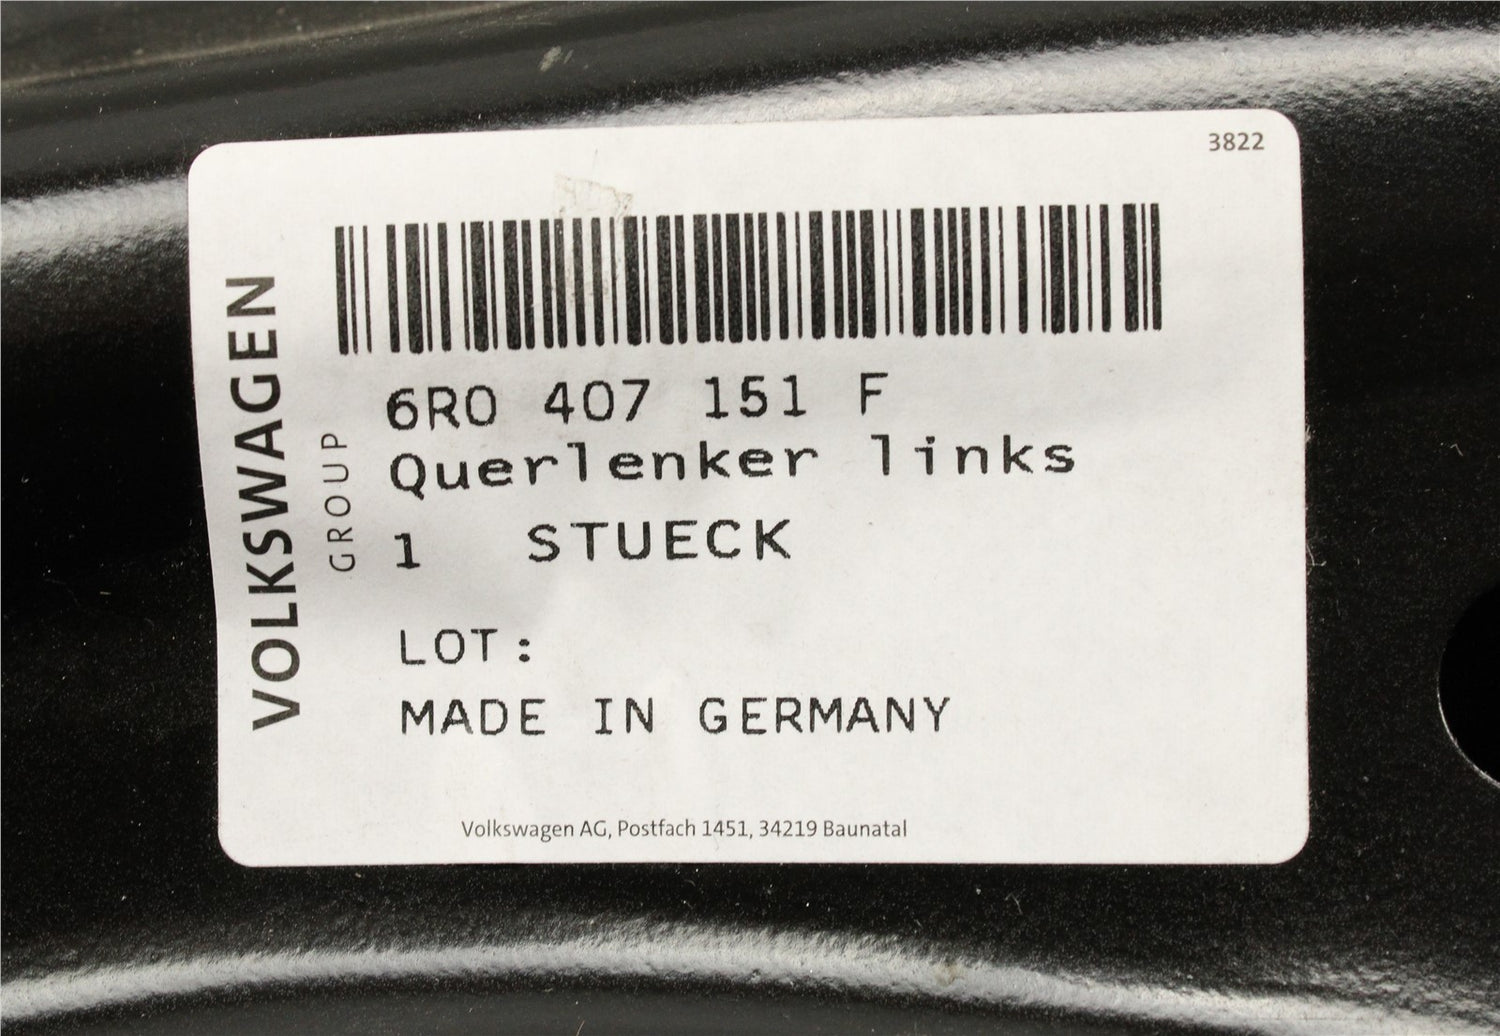 3822
VOLKSWAGEN
GROUP
6R0 407 151 F
Querlenker links
1 STUECK
LOT:
MADE IN GERMANY
Volkswagen AG, Postfach 1451, 34219 Baunatal